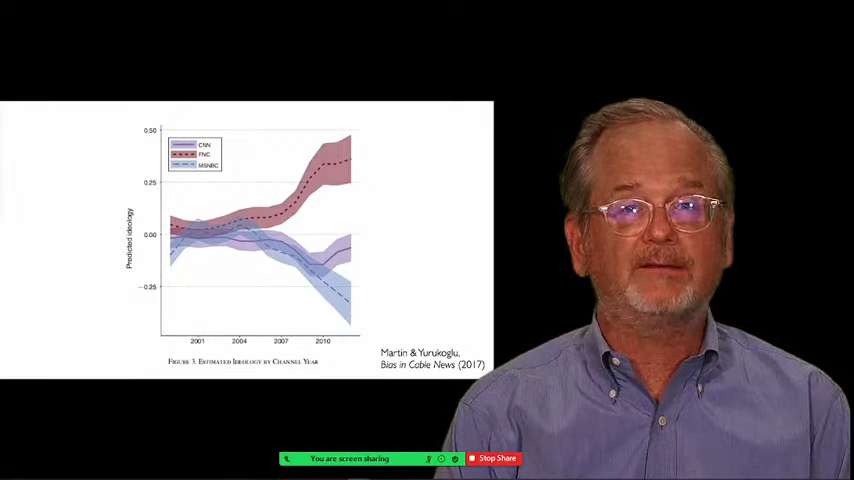 0.50
CNN
FNC
MSNBC
0.25
0.00
Predicted ideology
−0.25
2001 2004 2007 2010
FIGURE 3. ESTIMATED IDEOLOGY BY CHANNEL YEAR
Martin & Yurukoglu,
Bias in Cable News (2017)
You are screen sharing
Stop Share